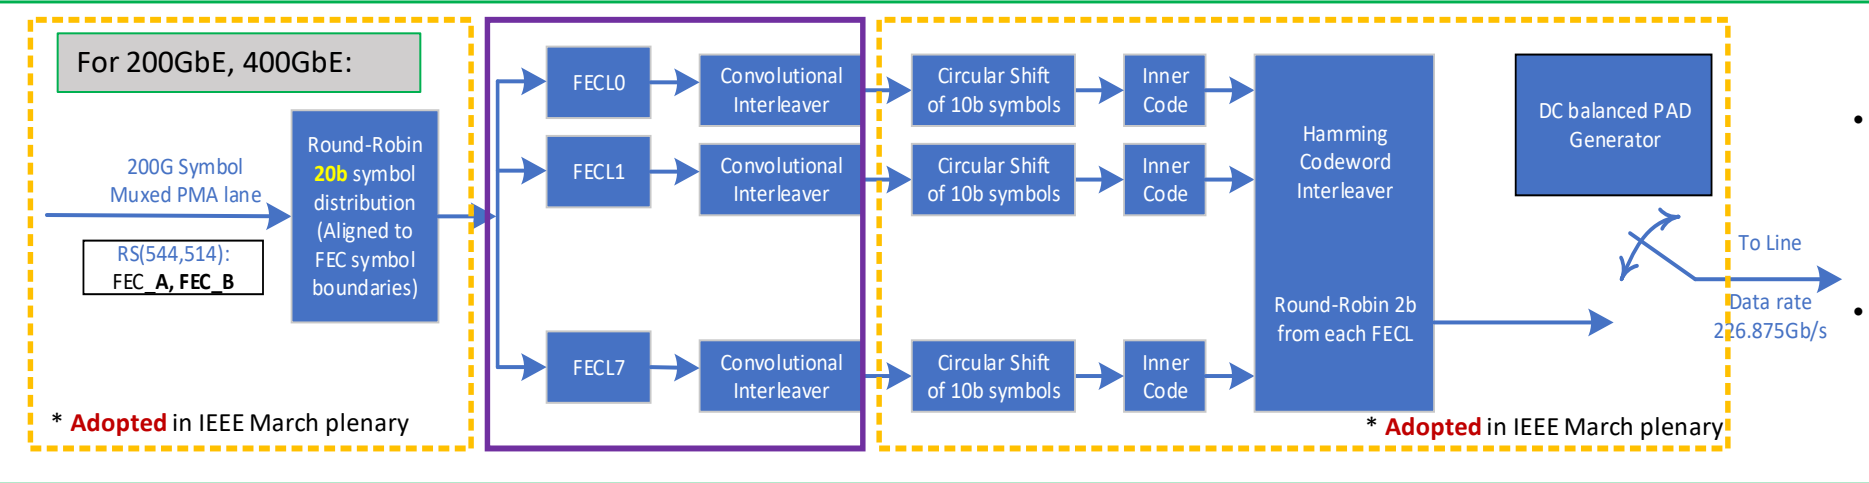 For 200GbE, 400GbE:
200G Symbol
Muxed PMA lane
RS(544,514):
FEC_A, FEC_B
Round-Robin
20b symbol
distribution
(Aligned to
FEC symbol
boundaries)
* Adopted in IEEE March plenary
FECL0
Convolutional
Interleaver
FECL1
Convolutional
Interleaver
FECL7
Convolutional
Interleaver
Circular Shift
of 10b symbols
Inner
Code
Circular Shift
of 10b symbols
Inner
Code
Circular Shift
of 10b symbols
Inner
Code
Hamming
Codeword
Interleaver
Round-Robin 2b
from each FECL
DC balanced PAD
Generator
To Line
Data rate
226.875Gb/s
* Adopted in IEEE March plenary